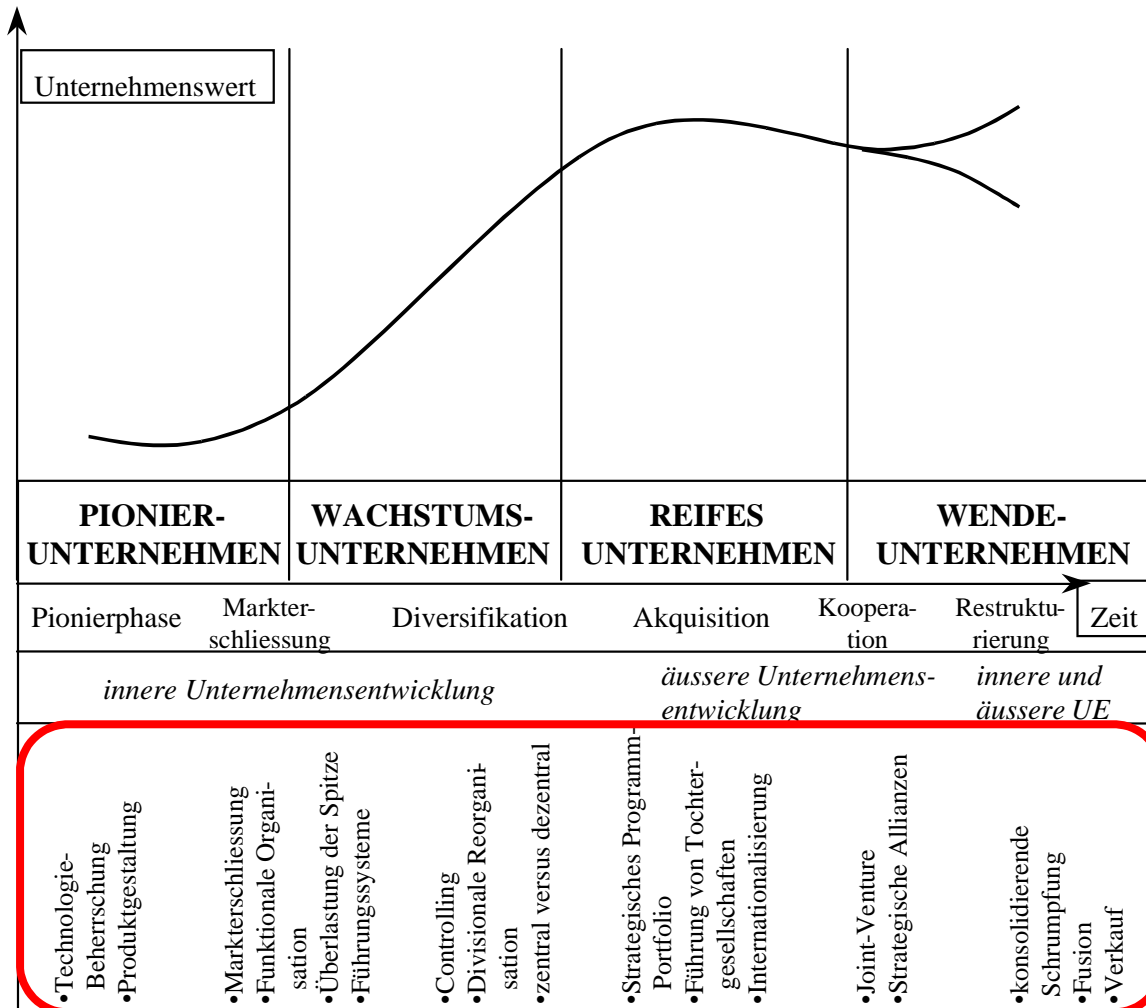 Unternehmenswert
PIONIER-
UNTERNEHMEN
WACHSTUMS-
UNTERNEHMEN
REIFES
UNTERNEHMEN
WENDE-
UNTERNEHMEN
Pionierphase
Markter-
schliessung
Diversifikation
Akquisition
Koopera-
tion
Restruktu-
rierung
Zeit
innere Unternehmensentwicklung
äussere Unternehmens-
entwicklung
innere und
äussere UE
•Technologie-
Beherrschung
•Produktgestaltung
•Markterschliessung
•Funktionale Organi-
sation
•Überlastung der Spitze
•Führungssysteme
•Controlling
•Divisionale Reorgani-
sation
•zentral versus dezentral
•Strategisches Programm-
Portfolio
•Führung von Tochter-
gesellschaften
•Internationalisierung
•Joint-Venture
•Strategische Allianzen
•konsolidierende
Schrumpfung
•Fusion
•Verkauf